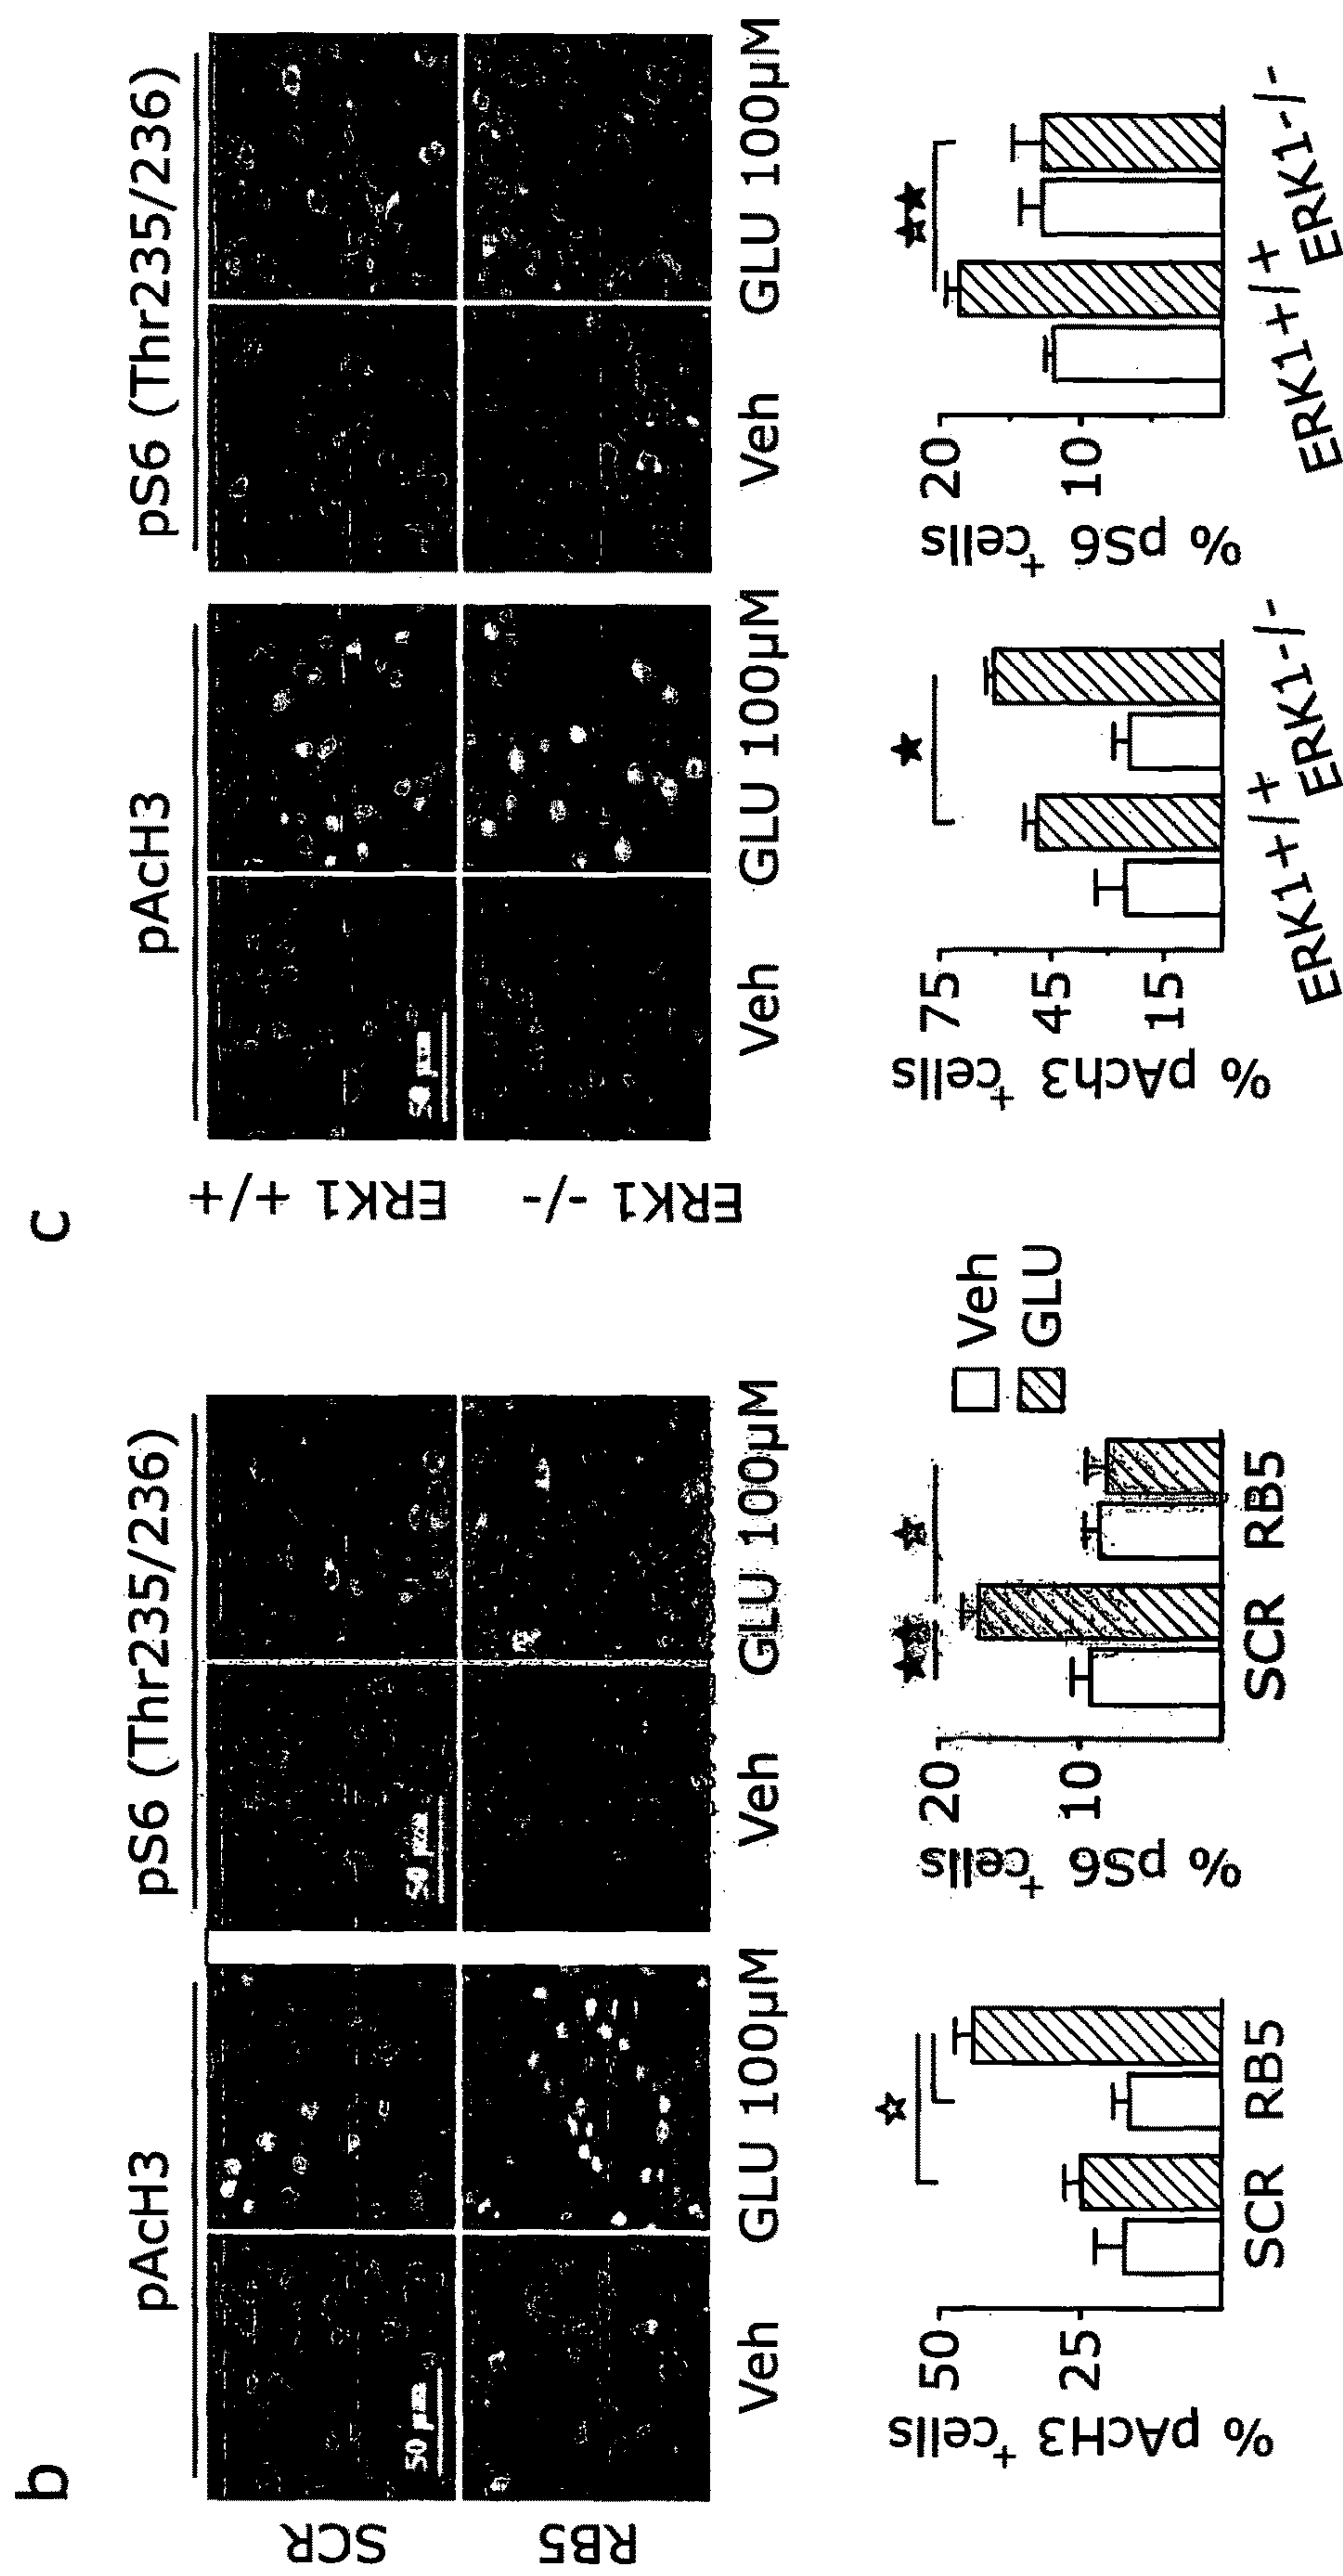 b
pAcH3
pS6 (Thr235/236)
SCR
RB5
50 µm
50 µm
Veh GLU 100µM
Veh GLU 100µM
% pAcH3 +cells
50
25
SCR RB5
% pS6 +cells
20
10
SCR RB5
Veh
GLU
c
pAcH3
pS6 (Thr235/236)
ERK1 +/+
ERK1 -/-
50 µm
Veh GLU 100µM
Veh GLU 100µM
% pAch3 +cells
75
45
15
ERK1+/+
ERK1-/-
% pS6 +cells
20
10
ERK1+/+
ERK1-/-